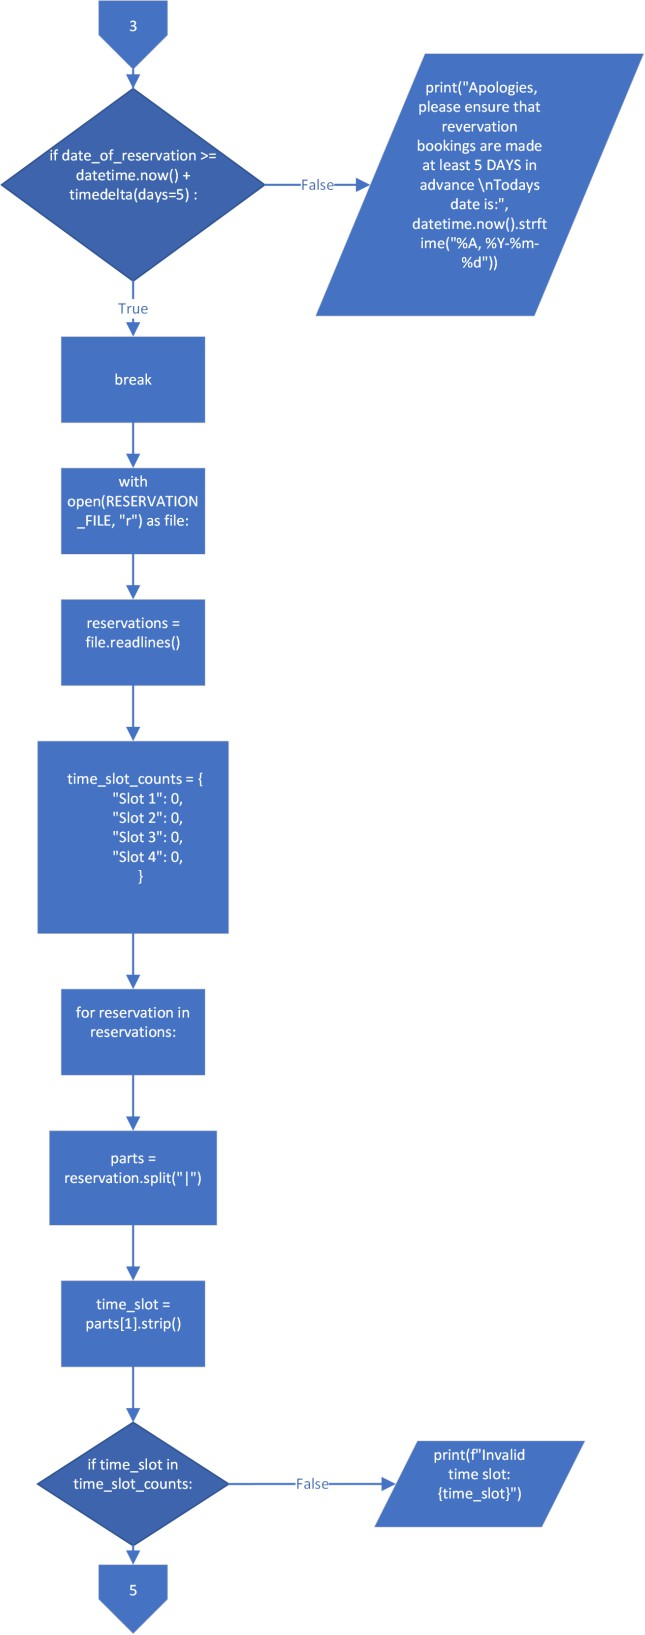 3
if date_of_reservation >=
datetime.now() +
timedelta(days=5) :
False
print("Apologies,
please ensure that
revervation
bookings are made
at least 5 DAYS in
advance \nTodays
date is:",
datetime.now().strft
ime("%A, %Y-%m-
%d"))
True
break
with
open(RESERVATION
_FILE, "r") as file:
reservations =
file.readlines()
time_slot_counts = {
"Slot 1": 0,
"Slot 2": 0,
"Slot 3": 0,
"Slot 4": 0,
}
for reservation in
reservations:
parts =
reservation.split("|")
time_slot =
parts[1].strip()
if time_slot in
time_slot_counts:
False
print(f"Invalid
time slot:
{time_slot}")
5